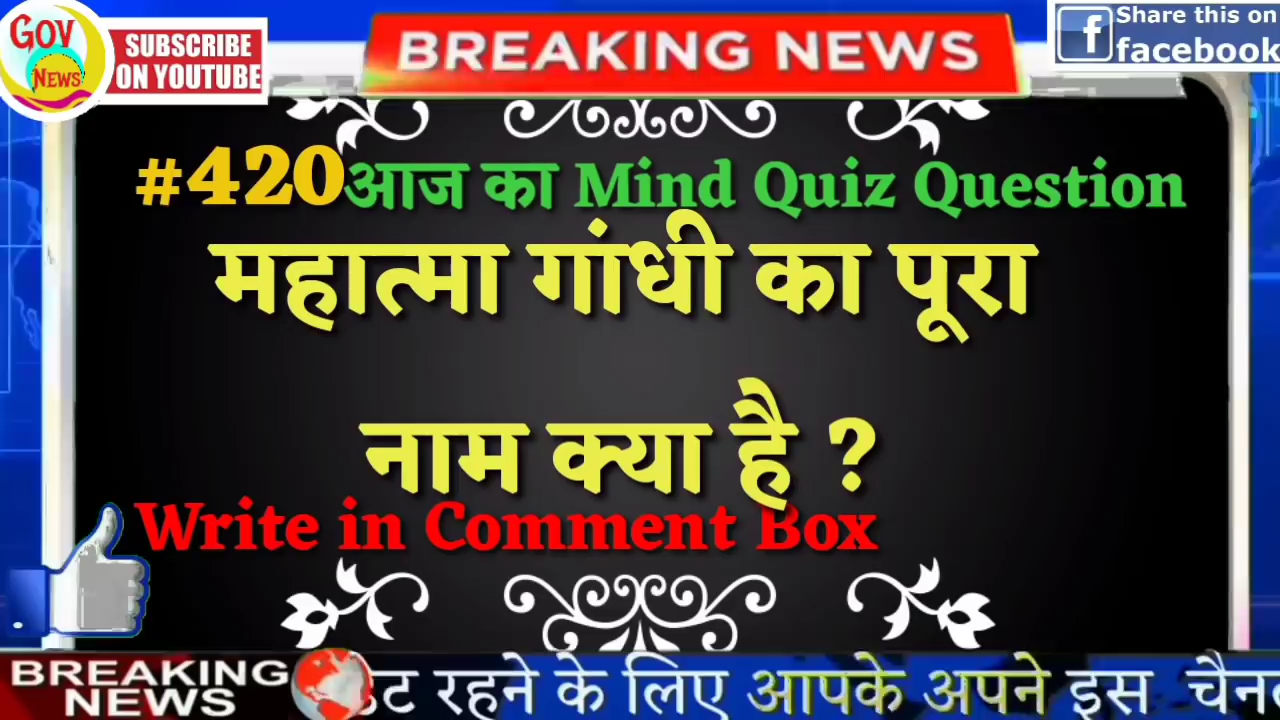 GOV
NEWS
SUBSCRIBE
ON YOUTUBE
BREAKING NEWS
f Share this on
facebook
#420आज का Mind Quiz Question
महात्मा गांधी का पूरा
नाम क्या है ?
Write in Comment Box
BREAKING
NEWS
रहने के लिए आपके अपने इस